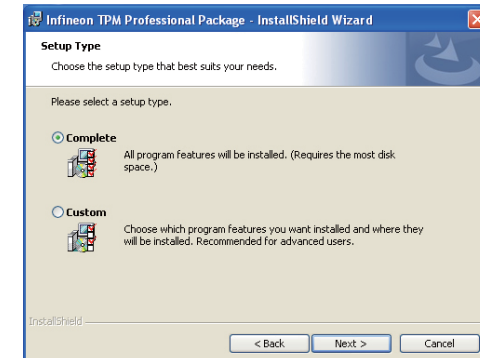 Infineon TPM Professional Package - InstallShield Wizard
Setup Type
Choose the setup type that best suits your needs.
Please select a setup type.
Complete
All program features will be installed. (Requires the most disk
space.)
Custom
Choose which program features you want installed and where they
will be installed. Recommended for advanced users.
InstallShield
< Back Next > Cancel